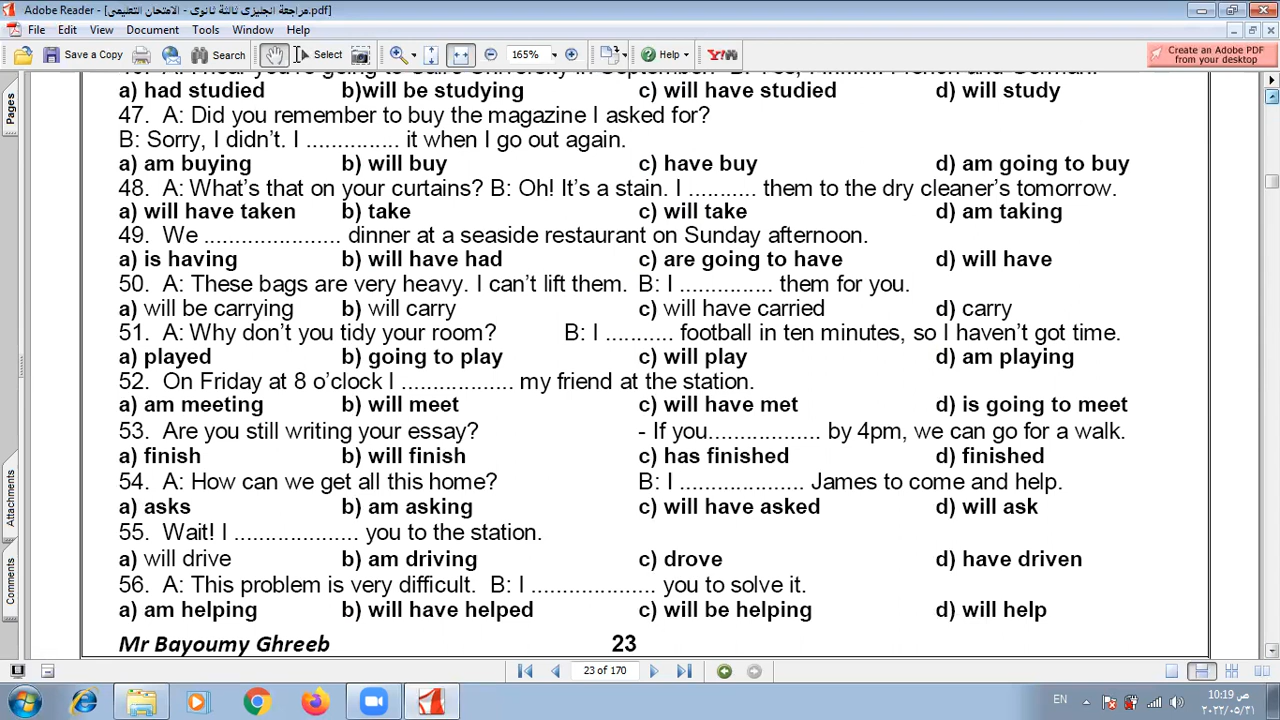 Adobe Reader - [مراجعة انجليزى ثالثة ثانوى - الامتحان التعليمى.pdf]
File Edit View Document Tools Window Help
Save a Copy Search Select 165% Help Y! Create an Adobe PDF from your desktop
a) had studied b)will be studying c) will have studied d) will study
47. A: Did you remember to buy the magazine I asked for?
B: Sorry, I didn't. I ............... it when I go out again.
a) am buying b) will buy c) have buy d) am going to buy
48. A: What's that on your curtains? B: Oh! It's a stain. I ........... them to the dry cleaner's tomorrow.
a) will have taken b) take c) will take d) am taking
49. We ...................... dinner at a seaside restaurant on Sunday afternoon.
a) is having b) will have had c) are going to have d) will have
50. A: These bags are very heavy. I can't lift them. B: I ............... them for you.
a) will be carrying b) will carry c) will have carried d) carry
51. A: Why don't you tidy your room? B: I ........... football in ten minutes, so I haven't got time.
a) played b) going to play c) will play d) am playing
52. On Friday at 8 o'clock I .................. my friend at the station.
a) am meeting b) will meet c) will have met d) is going to meet
53. Are you still writing your essay? - If you.................. by 4pm, we can go for a walk.
a) finish b) will finish c) has finished d) finished
54. A: How can we get all this home? B: I .................... James to come and help.
a) asks b) am asking c) will have asked d) will ask
55. Wait! I .................... you to the station.
a) will drive b) am driving c) drove d) have driven
56. A: This problem is very difficult. B: I .................... you to solve it.
a) am helping b) will have helped c) will be helping d) will help
Mr Bayoumy Ghreeb 23
Pages
Attachments
Comments
23 of 170
EN
ص 10:19
٢٠٢٢/٠٥/٣١